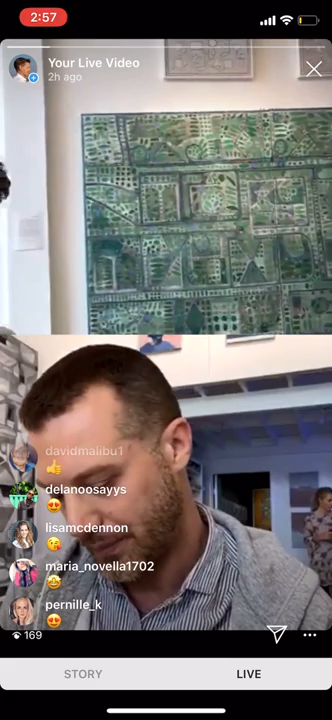 2:57
Your Live Video
2h ago
davidmalibu1
👍
delanoosayys
😍
lisamcdennon
😘
maria_novella1702
🤩
pernille_k
😍
169
STORY
LIVE